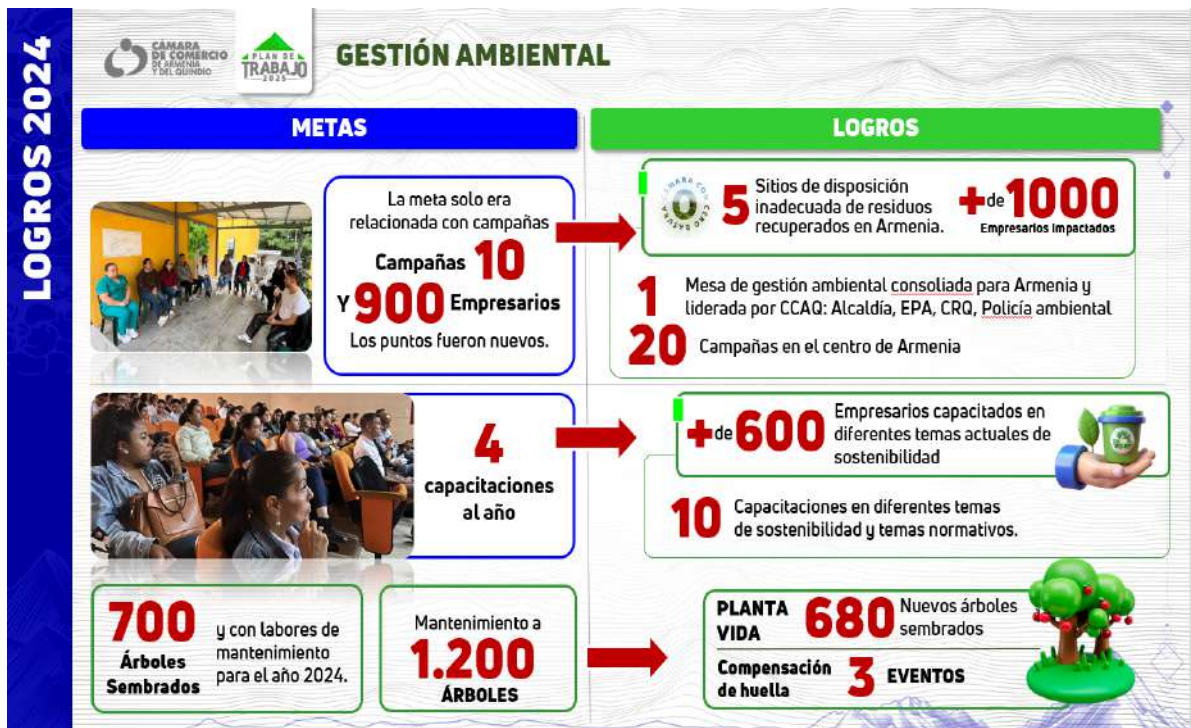 LOGROS 2024
CÁMARA
DE COMERCIO
DE ARMENIA
Y DEL QUINDÍO
PLAN DE
TRABAJO
2025
GESTIÓN AMBIENTAL
METAS
LOGROS
La meta solo era
relacionada con campañas
Campañas 10
Y 900 Empresarios
Los puntos fueron nuevos.
CERO BASURA
0
5 Sitios de disposición
inadecuada de residuos
recuperados en Armenia.
+de 1000
Empresarios Impactados
1 Mesa de gestión ambiental consoliada para Armenia y
liderada por CCAQ: Alcaldía, EPA, CRQ, Policía ambiental
20 Campañas en el centro de Armenia
4
capacitaciones
al año
+de 600 Empresarios capacitados en
diferentes temas actuales de
sostenibilidad
10 Capacitaciones en diferentes temas
de sostenibilidad y temas normativos.
700
Árboles
Sembrados
y con labores de
mantenimiento
para el año 2024.
Mantenimiento a
1.200
ÁRBOLES
PLANTA
VIDA
680 Nuevos árboles
sembrados
Compensación
de huella
3 EVENTOS